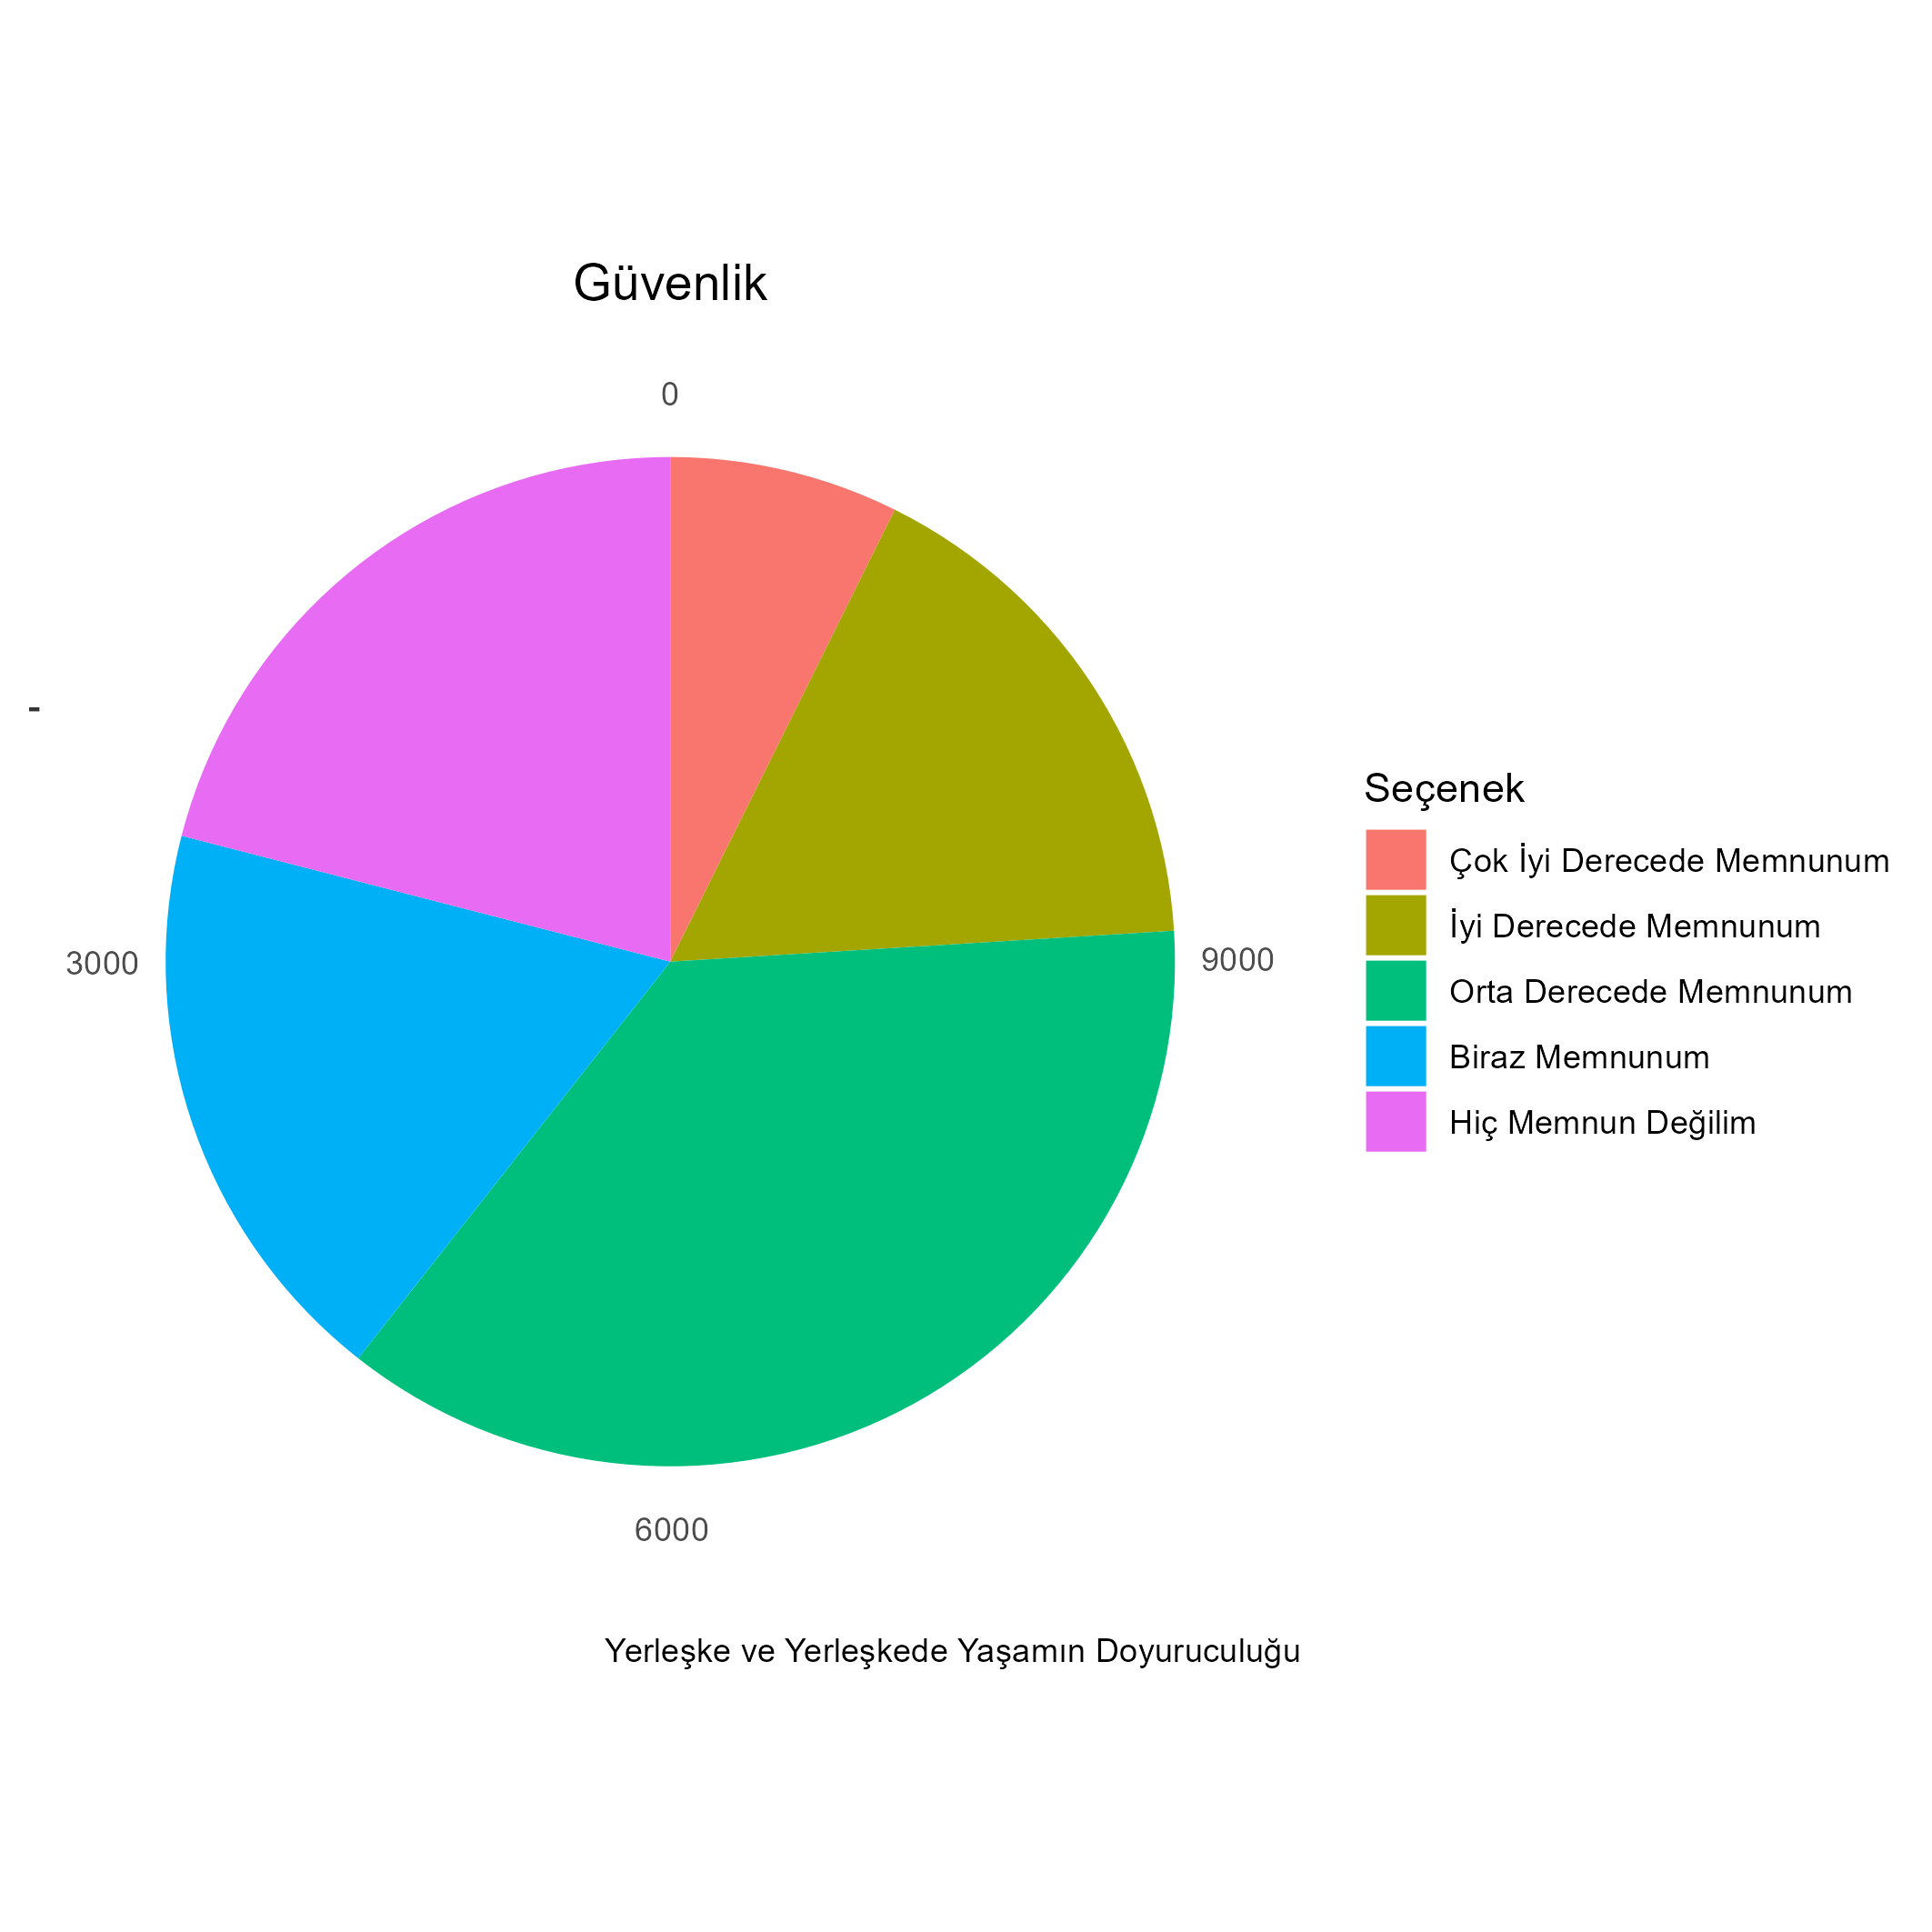 Güvenlik
0
-
3000
9000
6000
Seçenek
Çok İyi Derecede Memnunum
İyi Derecede Memnunum
Orta Derecede Memnunum
Biraz Memnunum
Hiç Memnun Değilim
Yerleşke ve Yerleşkede Yaşamın Doyuruculuğu